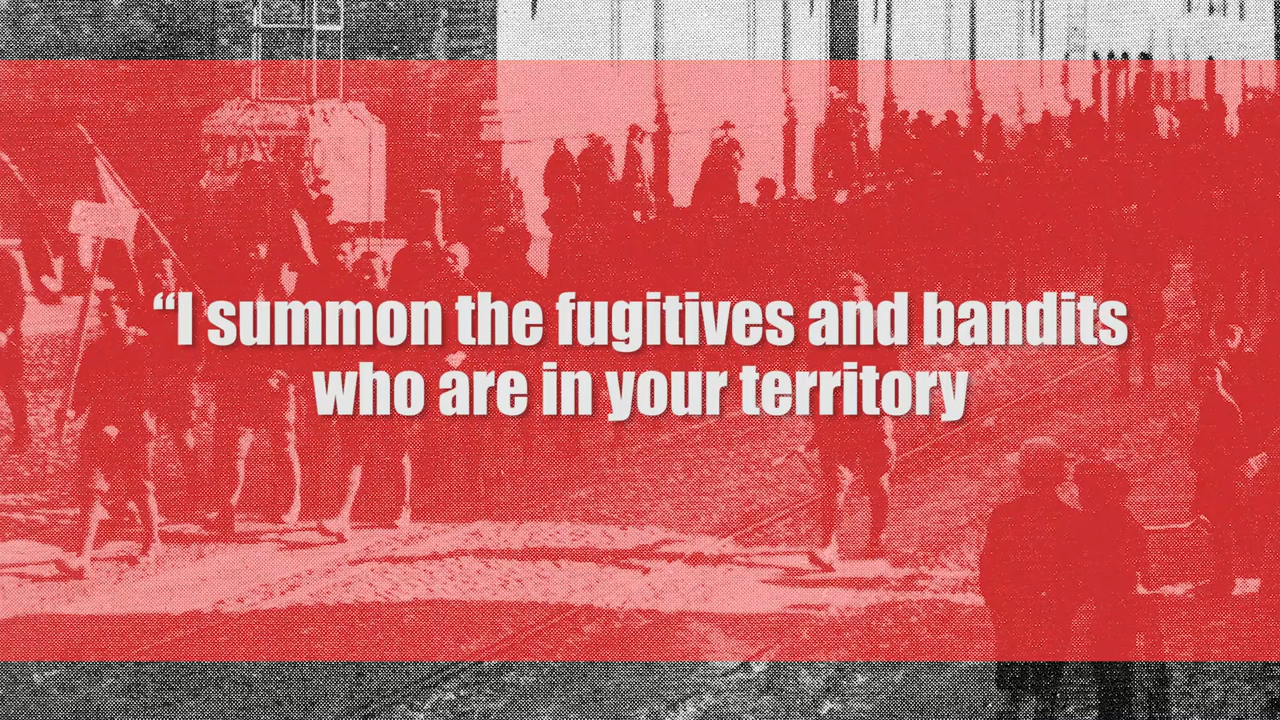 “I summon the fugitives and bandits
who are in your territory